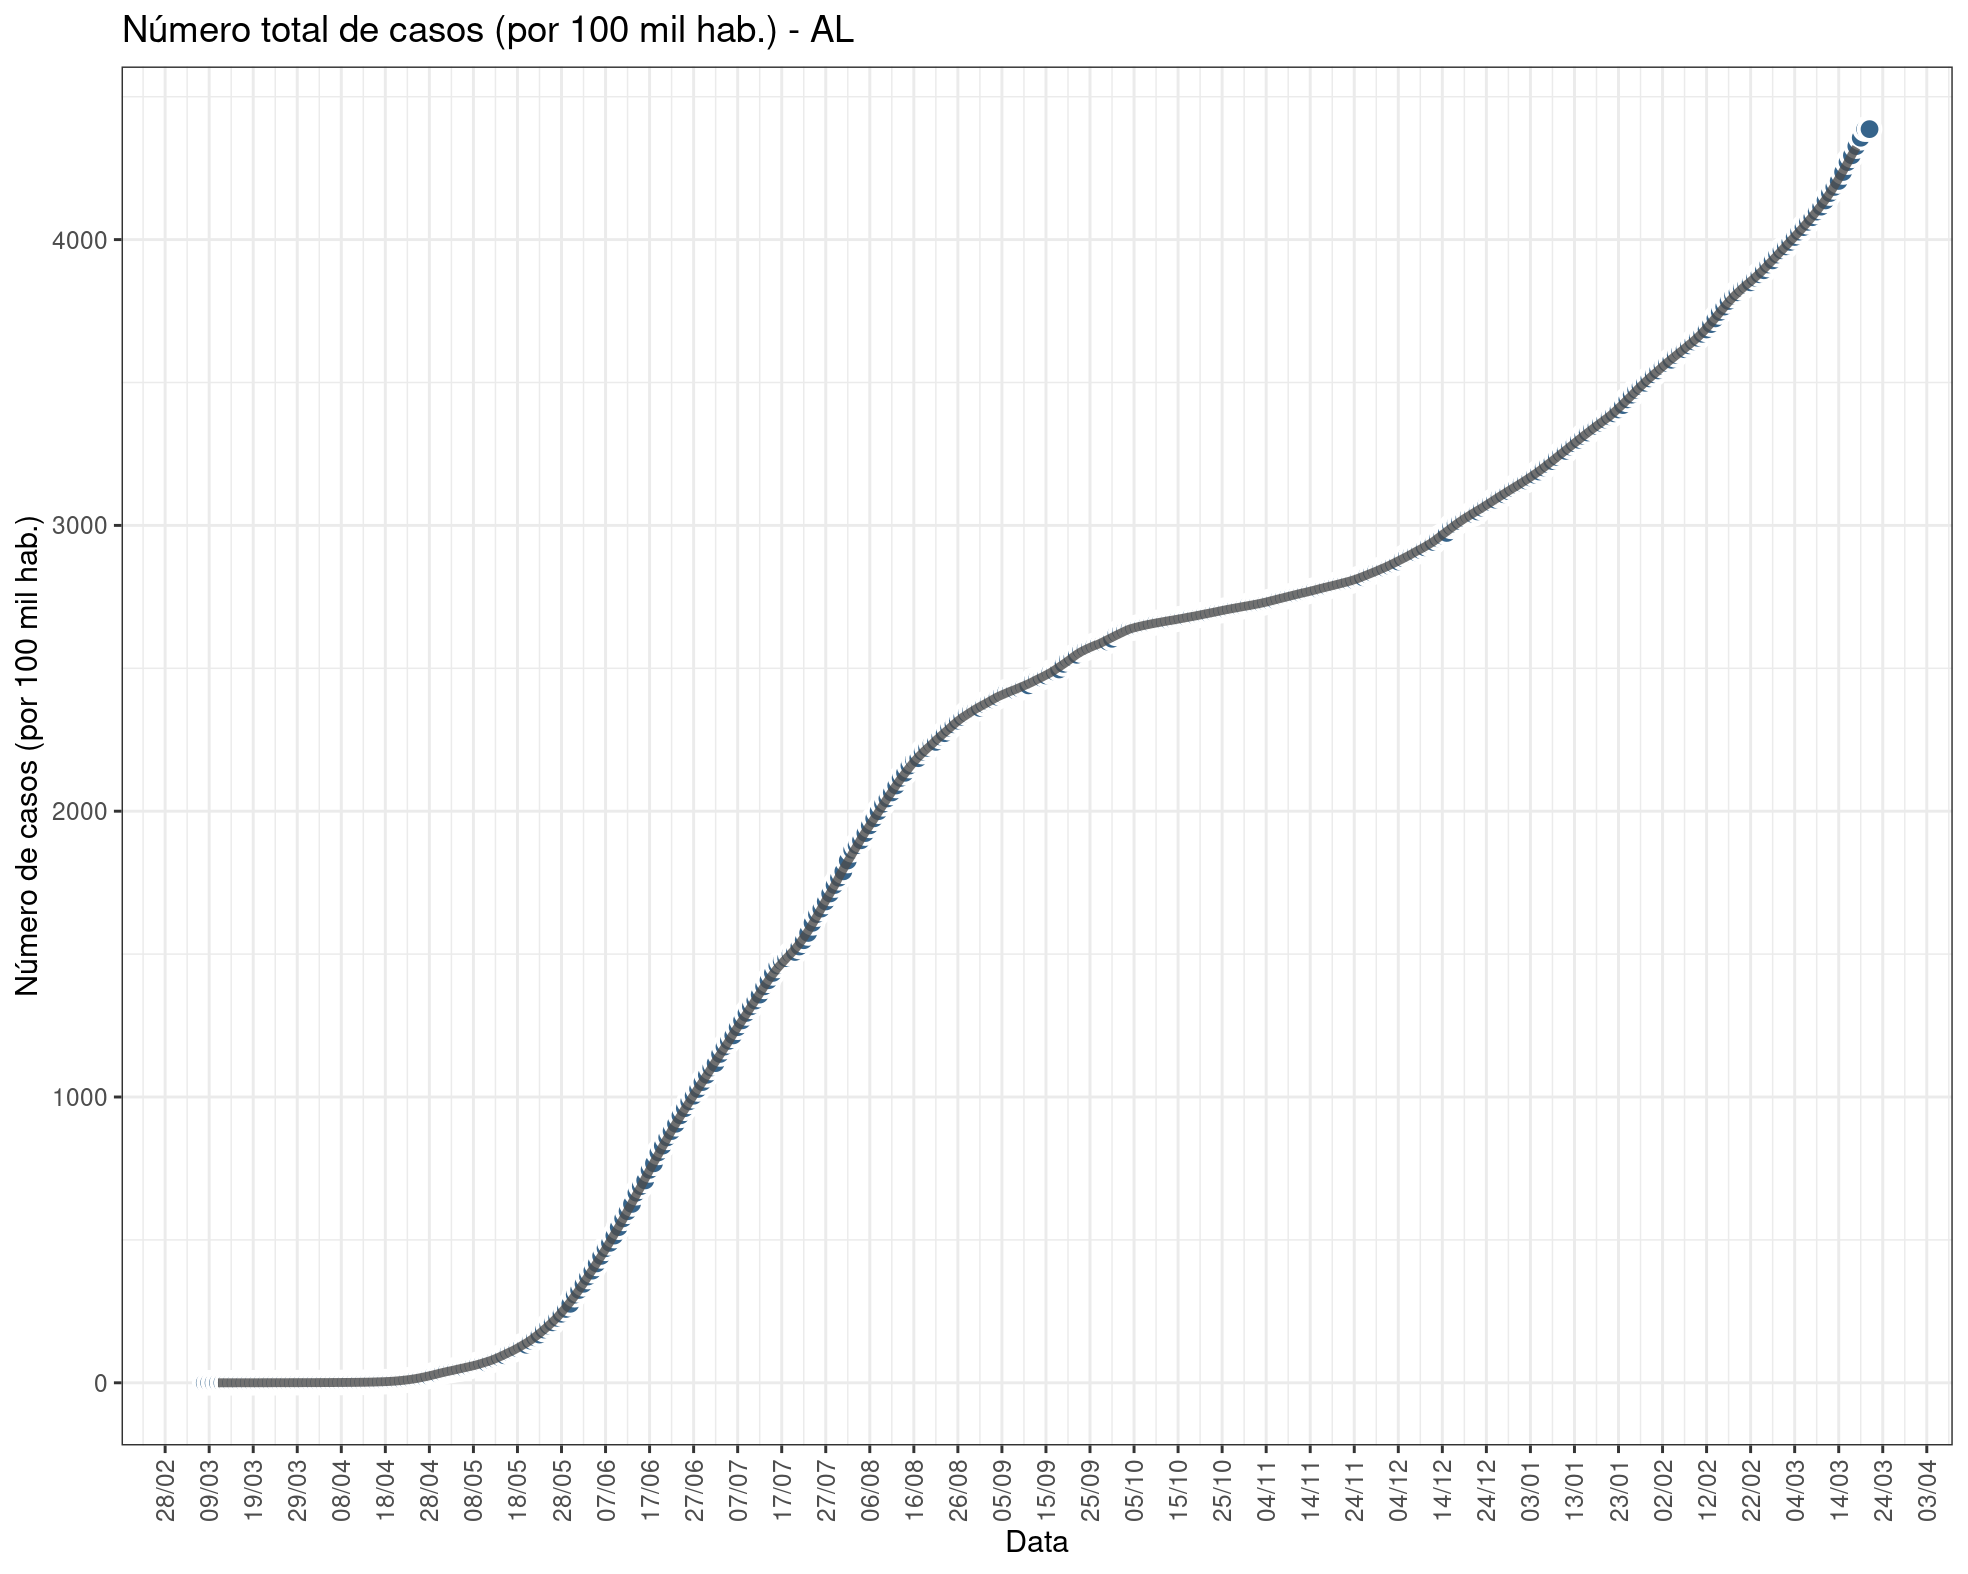 Número total de casos (por 100 mil hab.) - AL
Número de casos (por 100 mil hab.)
4000
3000
2000
1000
0
28/02 09/03 19/03 29/03 08/04 18/04 28/04 08/05 18/05 28/05 07/06 17/06 27/06 07/07 17/07 27/07 06/08 16/08 26/08 05/09 15/09 25/09 05/10 15/10 25/10 04/11 14/11 24/11 04/12 14/12 24/12 03/01 13/01 23/01 02/02 12/02 22/02 04/03 14/03 24/03 03/04
Data